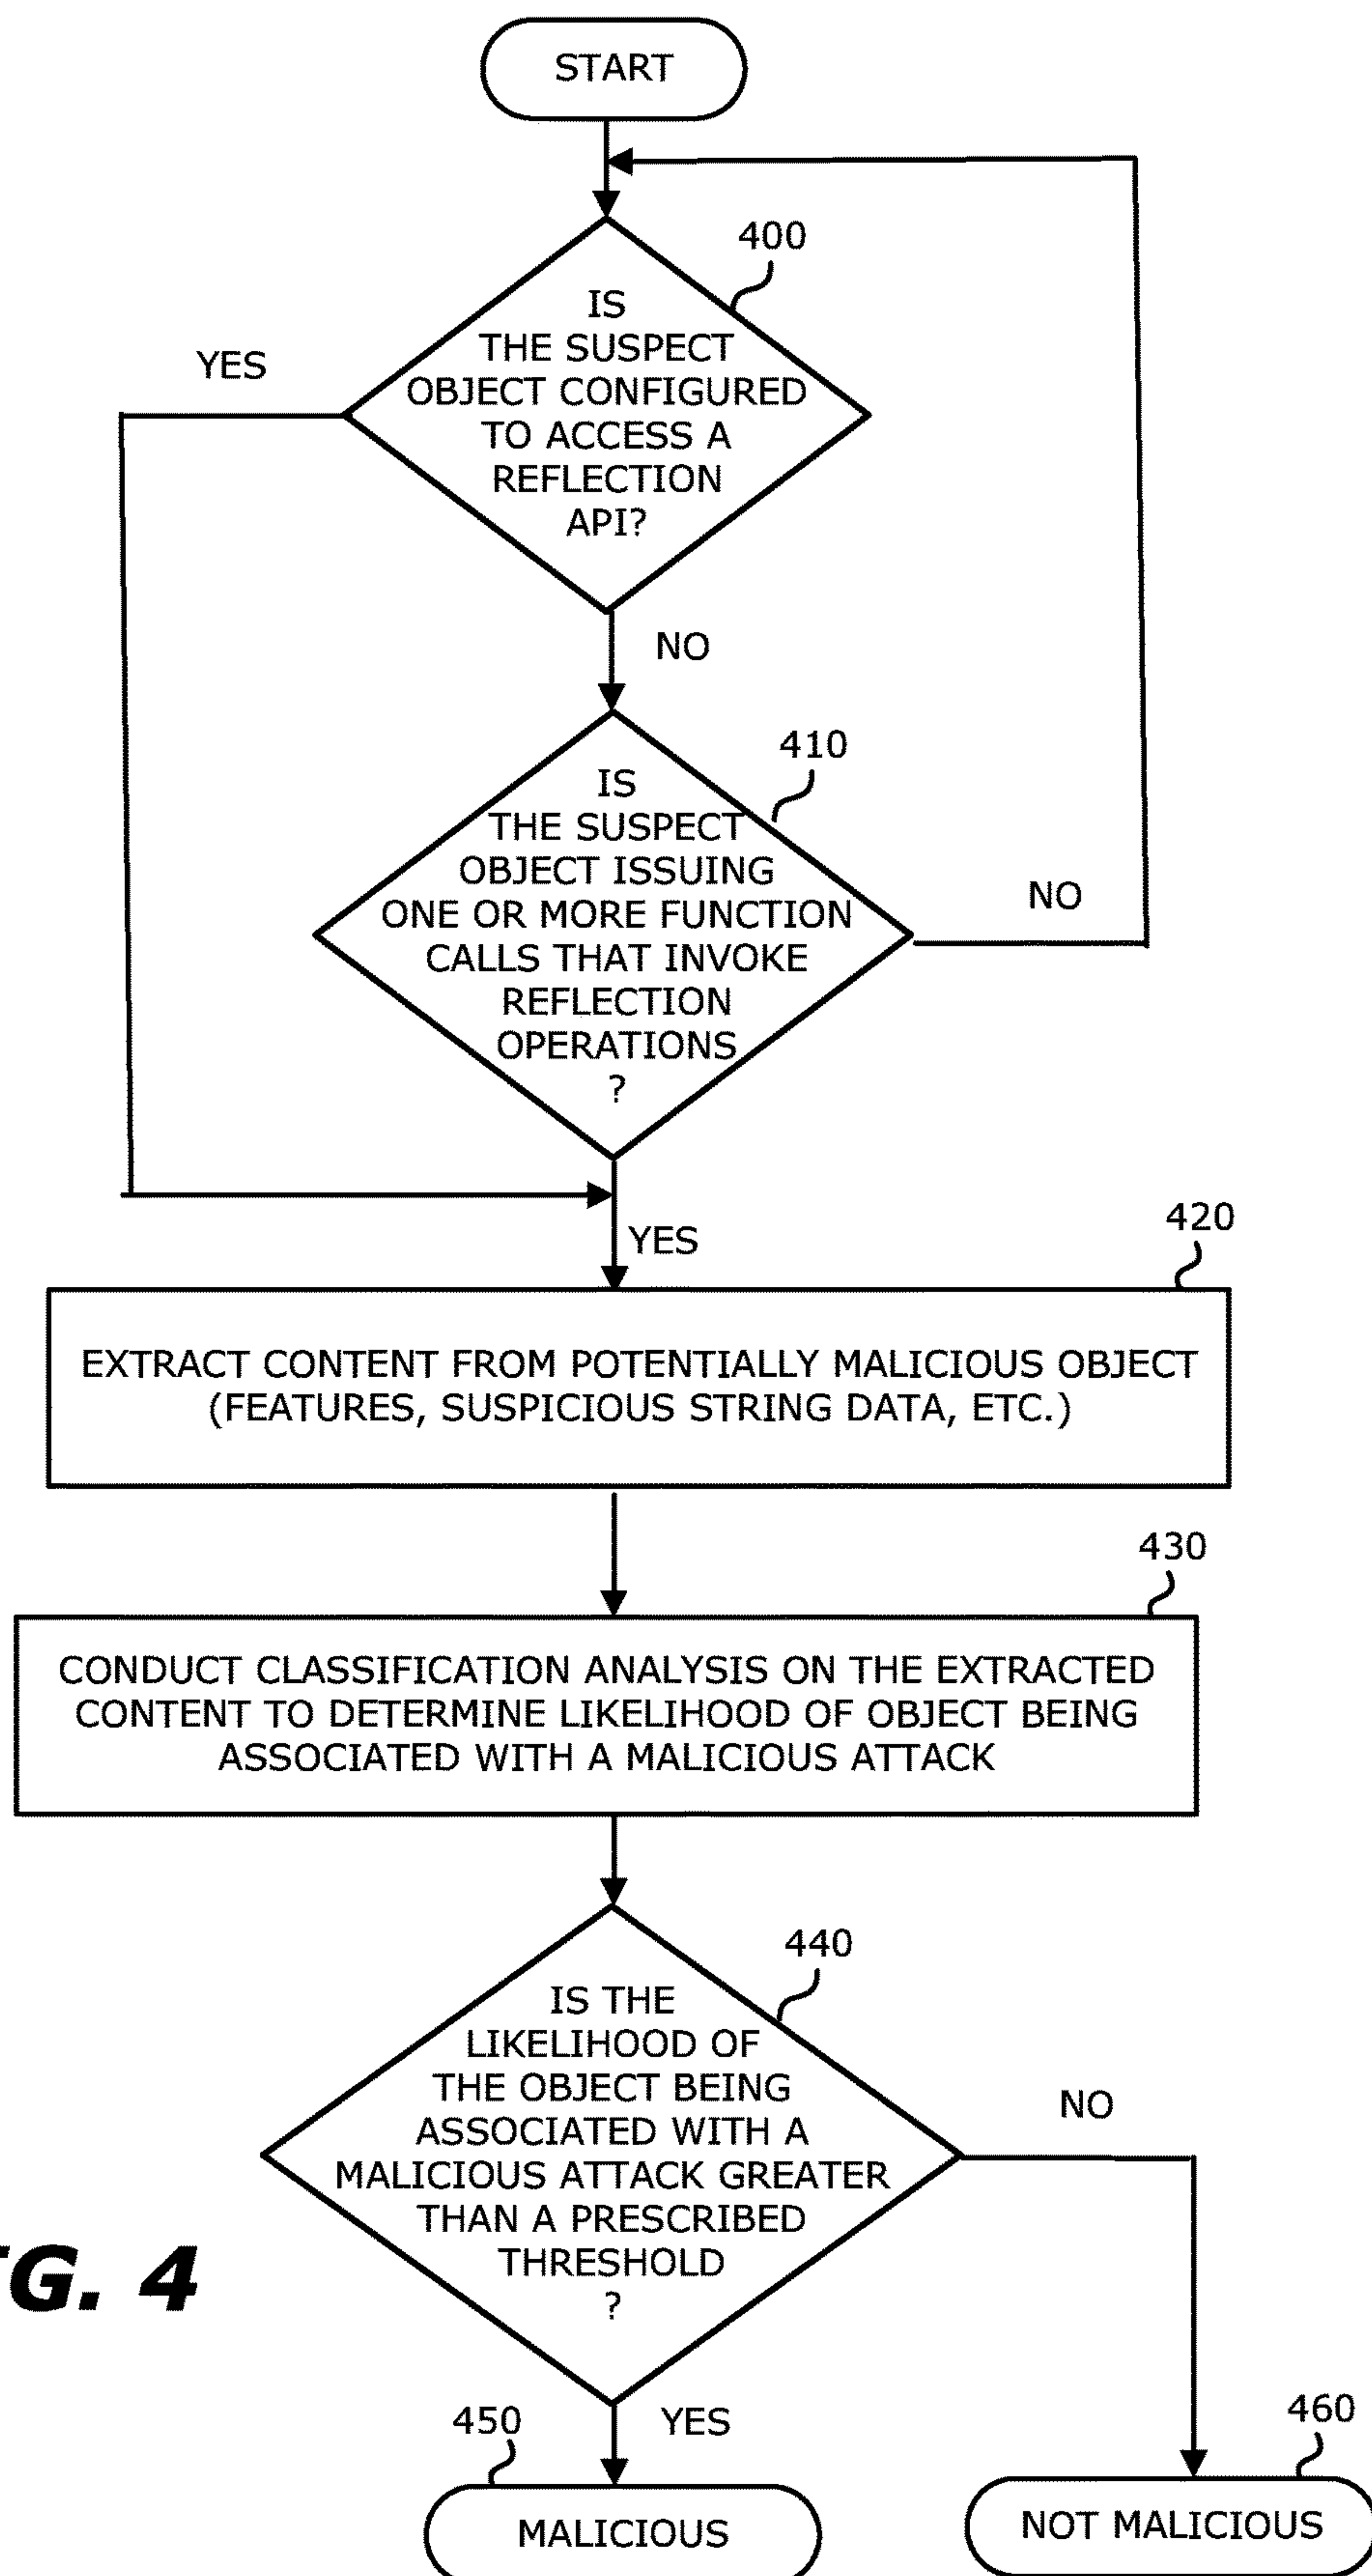 START
400
IS
THE SUSPECT
OBJECT CONFIGURED
TO ACCESS A
REFLECTION
API?
YES
NO
410
IS
THE SUSPECT
OBJECT ISSUING
ONE OR MORE FUNCTION
CALLS THAT INVOKE
REFLECTION
OPERATIONS
?
NO
YES
420
EXTRACT CONTENT FROM POTENTIALLY MALICIOUS OBJECT
(FEATURES, SUSPICIOUS STRING DATA, ETC.)
430
CONDUCT CLASSIFICATION ANALYSIS ON THE EXTRACTED
CONTENT TO DETERMINE LIKELIHOOD OF OBJECT BEING
ASSOCIATED WITH A MALICIOUS ATTACK
440
IS THE
LIKELIHOOD OF
THE OBJECT BEING
ASSOCIATED WITH A
MALICIOUS ATTACK GREATER
THAN A PRESCRIBED
THRESHOLD
?
NO
G. 4
YES
450
MALICIOUS
460
NOT MALICIOUS